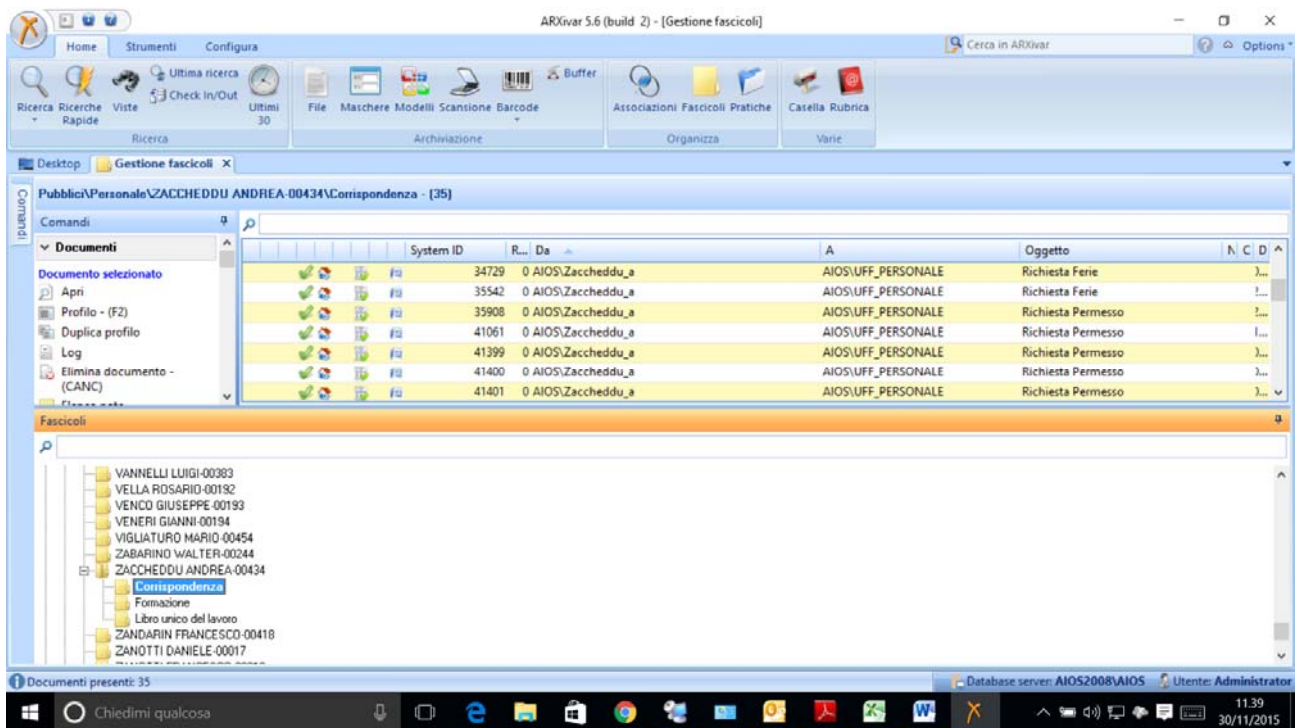 ARXivar 5.6 (build 2) - [Gestione fascicoli]
Home Strumenti Configura
Cerca in ARXivar
Options
Ricerca Ricerche Rapide Viste
Ultima ricerca
Check In/Out
Ultimi 30
File Maschere Modelli Scansione Barcode
Buffer
Associazioni Fascicoli Pratiche
Casella Rubrica
Ricerca Archiviazione Organizza Varie
Desktop Gestione fascicoli X
Comandi
Pubblici\Personale\ZACCHEDDU ANDREA-00434\Corrispondenza - (35)
Comandi
Documenti
Documento selezionato
Apri
Profilo - (F2)
Duplica profilo
Log
Elimina documento - (CANC)
System ID R... Da A Oggetto N C D
34729 0 AIOS\Zaccheddu_a AIOS\UFF_PERSONALE Richiesta Ferie
35542 0 AIOS\Zaccheddu_a AIOS\UFF_PERSONALE Richiesta Ferie
35908 0 AIOS\Zaccheddu_a AIOS\UFF_PERSONALE Richiesta Permesso
41061 0 AIOS\Zaccheddu_a AIOS\UFF_PERSONALE Richiesta Permesso
41399 0 AIOS\Zaccheddu_a AIOS\UFF_PERSONALE Richiesta Permesso
41400 0 AIOS\Zaccheddu_a AIOS\UFF_PERSONALE Richiesta Permesso
41401 0 AIOS\Zaccheddu_a AIOS\UFF_PERSONALE Richiesta Permesso
Fascicoli
VANNELLI LUIGI-00383
VELLA ROSARIO-00192
VENCO GIUSEPPE-00193
VENERI GIANNI-00194
VIGLIATURO MARIO-00454
ZABARINO WALTER-00244
ZACCHEDDU ANDREA-00434
Corrispondenza
Formazione
Libro unico del lavoro
ZANDARIN FRANCESCO-00418
ZANOTTI DANIELE-00017
Documenti presenti: 35
Database server: AIOS2008\AIOS Utente: Administrator
Chiedimi qualcosa
11.39
30/11/2015